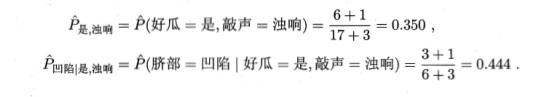 P̂是,浊响 = P̂(好瓜 = 是, 敲声 = 浊响) = (6 + 1)/(17 + 3) = 0.350 ,
P̂凹陷|是,浊响 = P̂(脐部 = 凹陷 | 好瓜 = 是, 敲声 = 浊响) = (3 + 1)/(6 + 3) = 0.444 .